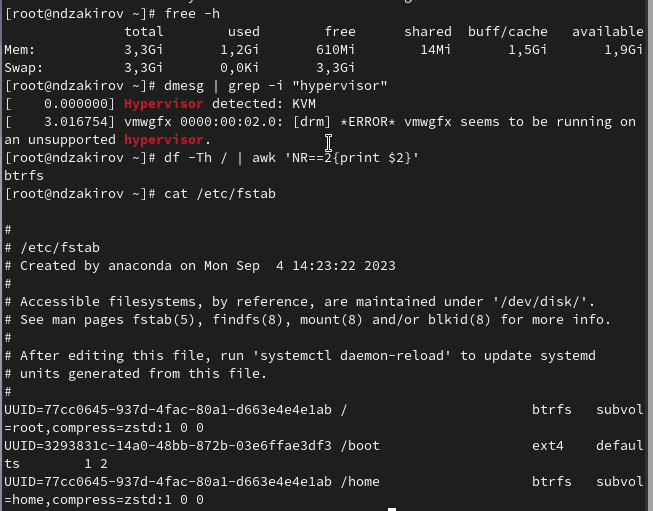 [root@ndzakirov ~]# free -h
               total        used        free      shared  buff/cache   available
Mem:           3,3Gi       1,2Gi       610Mi        14Mi       1,5Gi       1,9Gi
Swap:          3,3Gi       0,0Ki       3,3Gi
[root@ndzakirov ~]# dmesg | grep -i "hypervisor"
[    0.000000] Hypervisor detected: KVM
[    3.016754] vmwgfx 0000:00:02.0: [drm] *ERROR* vmwgfx seems to be running on
an unsupported hypervisor.
[root@ndzakirov ~]# df -Th / | awk 'NR==2{print $2}'
btrfs
[root@ndzakirov ~]# cat /etc/fstab
#
# /etc/fstab
# Created by anaconda on Mon Sep  4 14:23:22 2023
#
# Accessible filesystems, by reference, are maintained under '/dev/disk/'.
# See man pages fstab(5), findfs(8), mount(8) and/or blkid(8) for more info.
#
# After editing this file, run 'systemctl daemon-reload' to update systemd
# units generated from this file.
#
UUID=77cc0645-937d-4fac-80a1-d663e4e4e1ab /                       btrfs   subvol
=root,compress=zstd:1 0 0
UUID=3293831c-14a0-48bb-872b-03e6ffae3df3 /boot                   ext4    defaul
ts        1 2
UUID=77cc0645-937d-4fac-80a1-d663e4e4e1ab /home                   btrfs   subvol
=home,compress=zstd:1 0 0